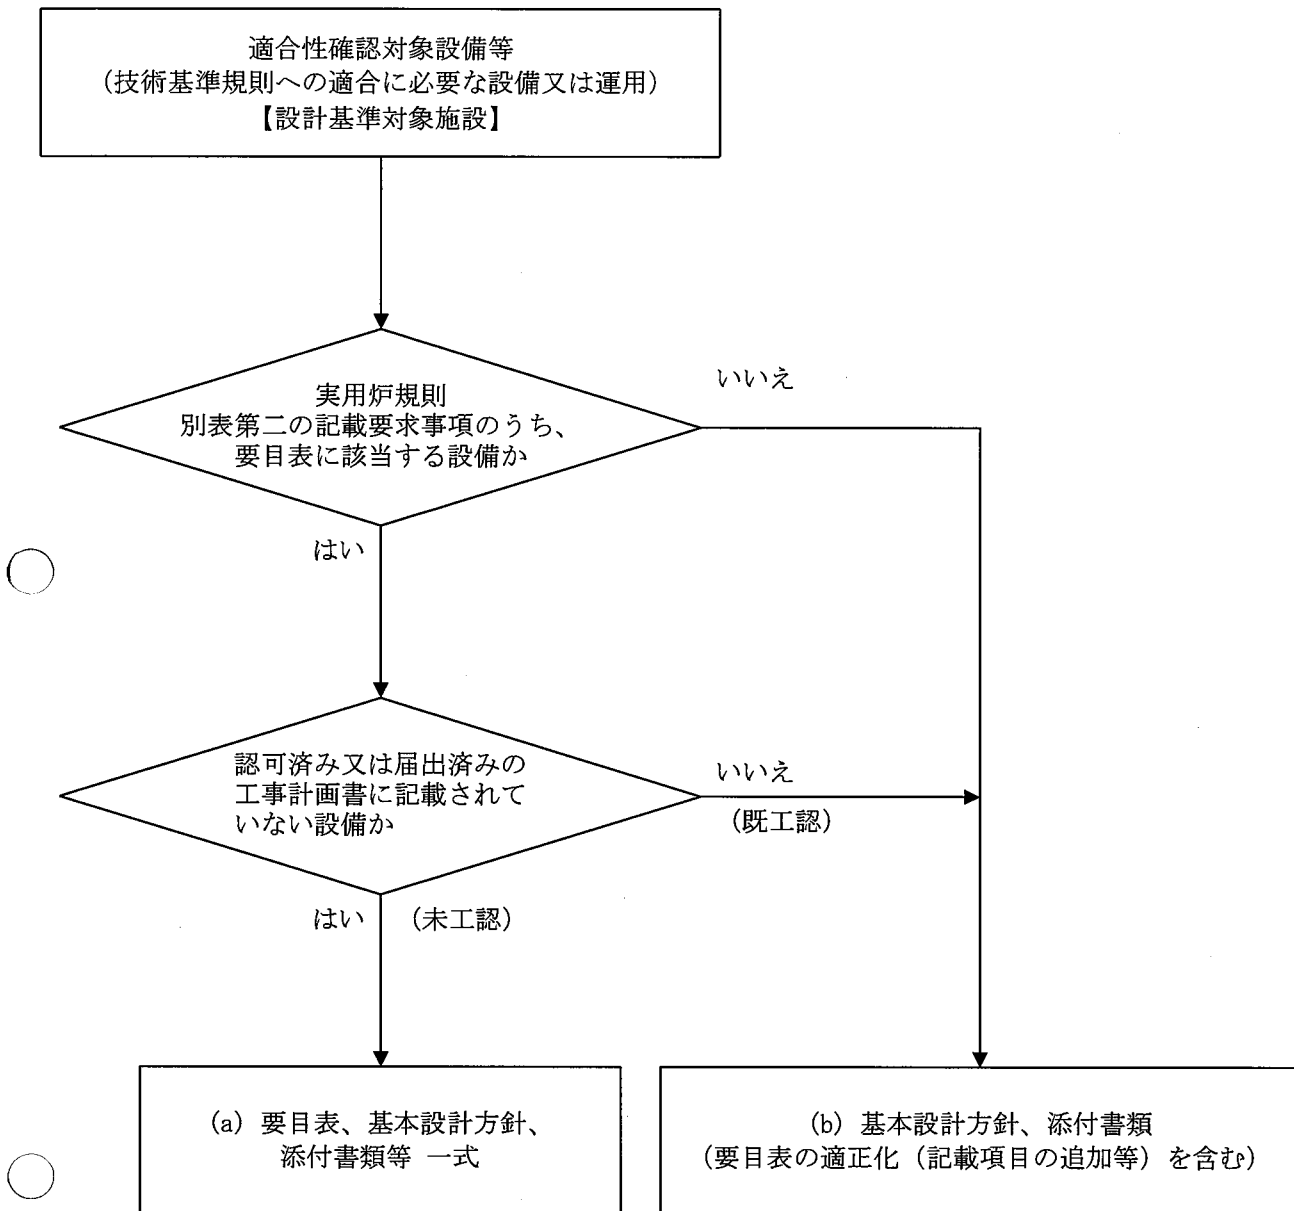 適合性確認対象設備等
（技術基準規則への適合に必要な設備又は運用）
【設計基準対象施設】
実用炉規則
別表第二の記載要求事項のうち、
要目表に該当する設備か
いいえ
はい
認可済み又は届出済みの
工事計画書に記載されて
いない設備か
いいえ
（既工認）
はい
（未工認）
(a) 要目表、基本設計方針、
添付書類等 一式
(b) 基本設計方針、添付書類
（要目表の適正化（記載項目の追加等）を含む）